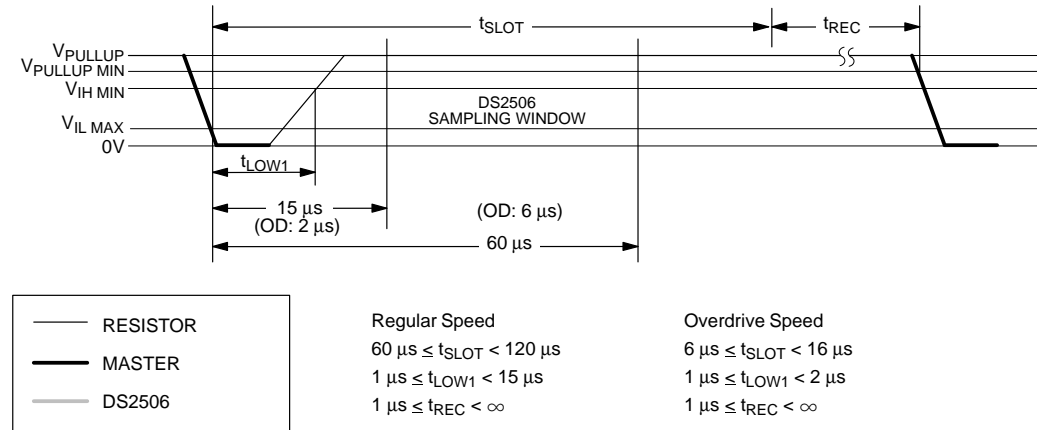 tSLOT
tREC
VPULLUP
VPULLUP MIN
VIH MIN
DS2506
SAMPLING WINDOW
VIL MAX
0V
tLOW1
15 µs
(OD: 2 µs)
(OD: 6 µs)
60 µs
RESISTOR
MASTER
DS2506
Regular Speed
60 µs ≤ tSLOT < 120 µs
1 µs ≤ tLOW1 < 15 µs
1 µs ≤ tREC < ∞
Overdrive Speed
6 µs ≤ tSLOT < 16 µs
1 µs ≤ tLOW1 < 2 µs
1 µs ≤ tREC < ∞